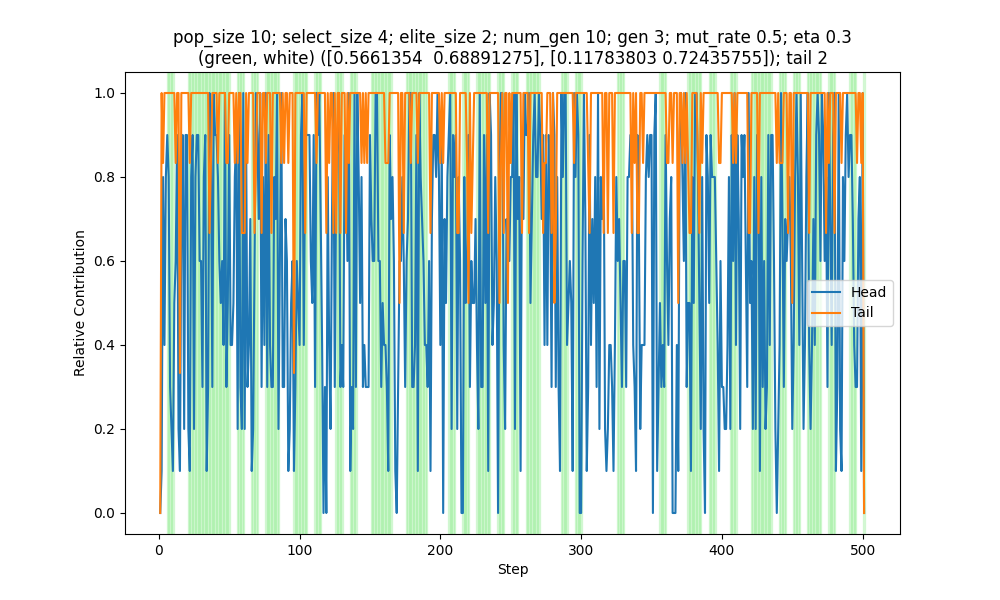 pop_size 10; select_size 4; elite_size 2; num_gen 10; gen 3; mut_rate 0.5; eta 0.3
(green, white) ([0.5661354  0.68891275], [0.11783803 0.72435755]); tail 2
1.0
0.8
0.6
0.4
0.2
0.0
Relative Contribution
Head
Tail
0
100
200
300
400
500
Step